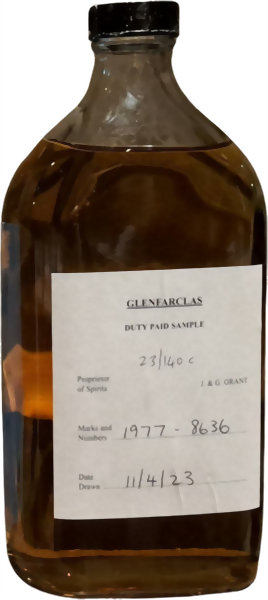 GLENFARCLAS
DUTY PAID SAMPLE
23/140 c
Proprietor
of Spirits J. & G. GRANT
Marks and
Numbers 1977 - 8636
Date
Drawn 11/4/23